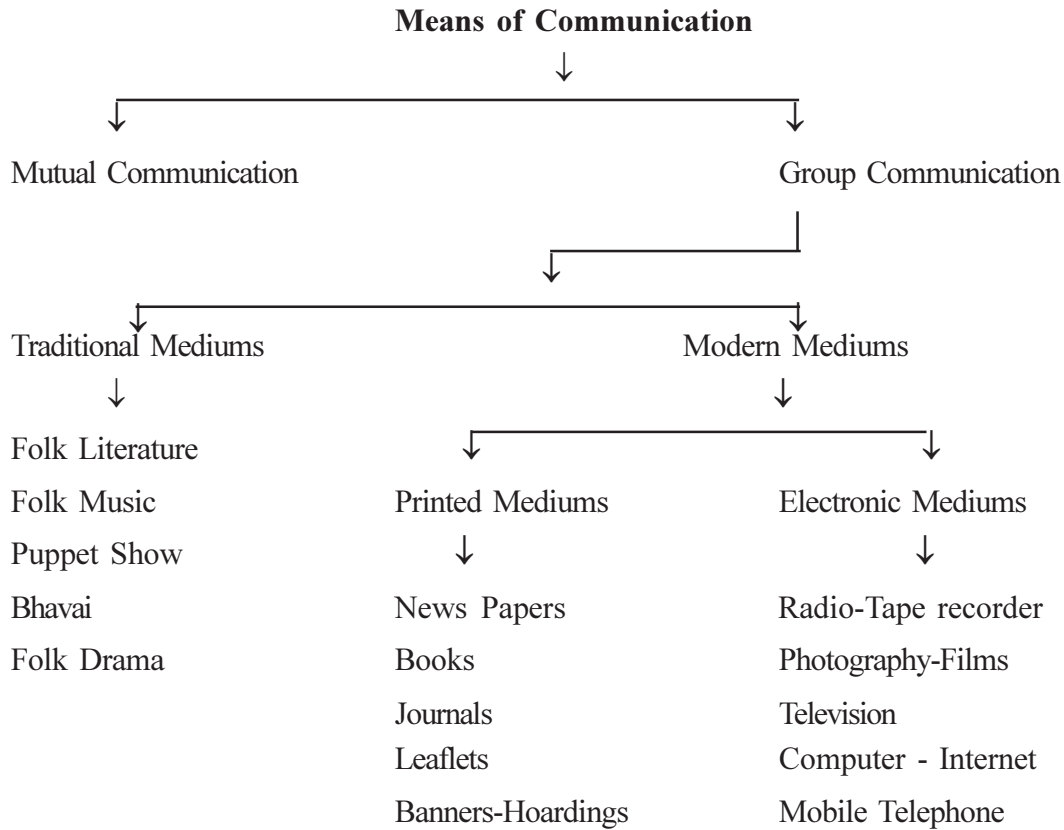 Means of Communication
Mutual Communication Group Communication
Traditional Mediums Modern Mediums
Folk Literature
Folk Music Printed Mediums Electronic Mediums
Puppet Show
Bhavai News Papers Radio-Tape recorder
Folk Drama Books Photography-Films
Journals Television
Leaflets Computer - Internet
Banners-Hoardings Mobile Telephone